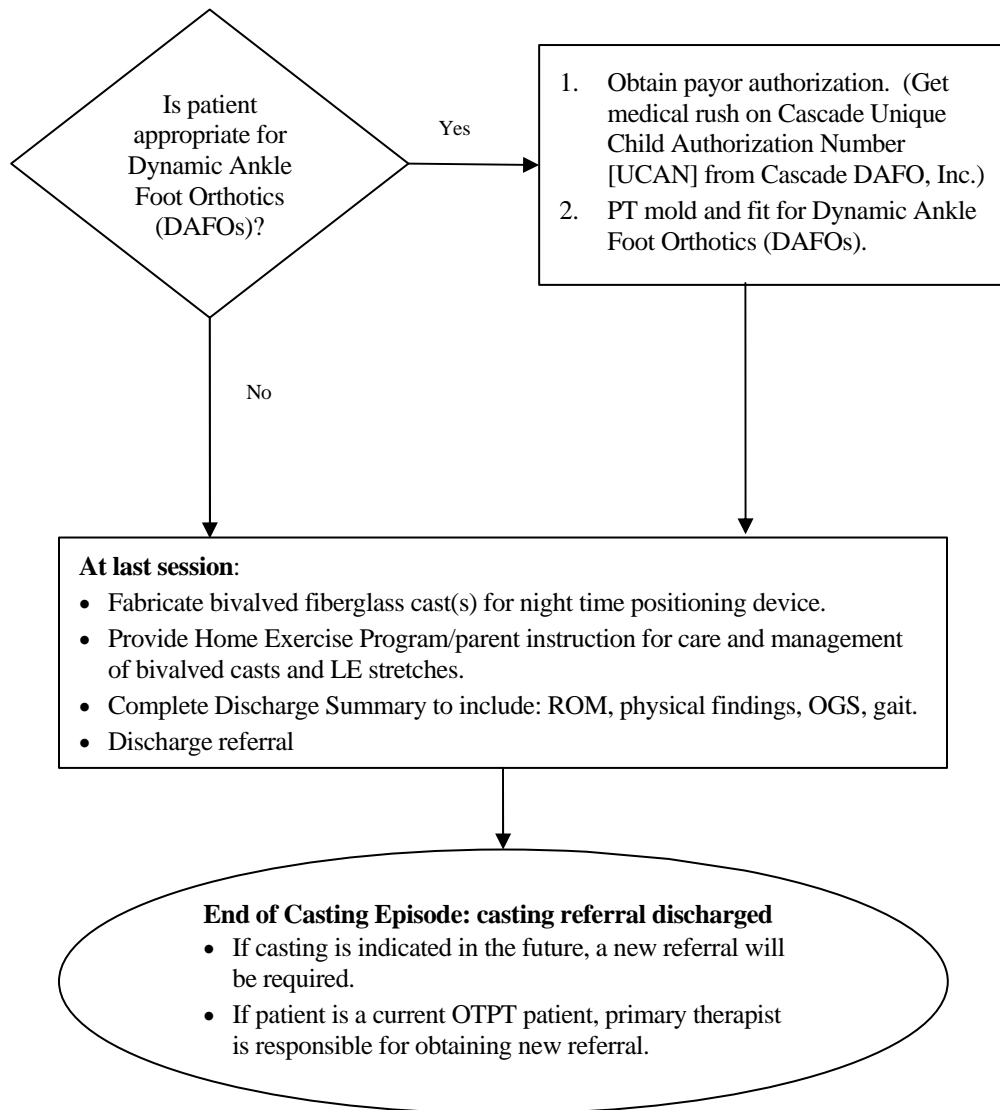 Is patient
appropriate for
Dynamic Ankle
Foot Orthotics
(DAFOs)?
Yes
1. Obtain payor authorization. (Get
medical rush on Cascade Unique
Child Authorization Number
[UCAN] from Cascade DAFO, Inc.)
2. PT mold and fit for Dynamic Ankle
Foot Orthotics (DAFOs).
No
At last session:
• Fabricate bivalved fiberglass cast(s) for night time positioning device.
• Provide Home Exercise Program/parent instruction for care and management
of bivalved casts and LE stretches.
• Complete Discharge Summary to include: ROM, physical findings, OGS, gait.
• Discharge referral
End of Casting Episode: casting referral discharged
• If casting is indicated in the future, a new referral will
be required.
• If patient is a current OTPT patient, primary therapist
is responsible for obtaining new referral.